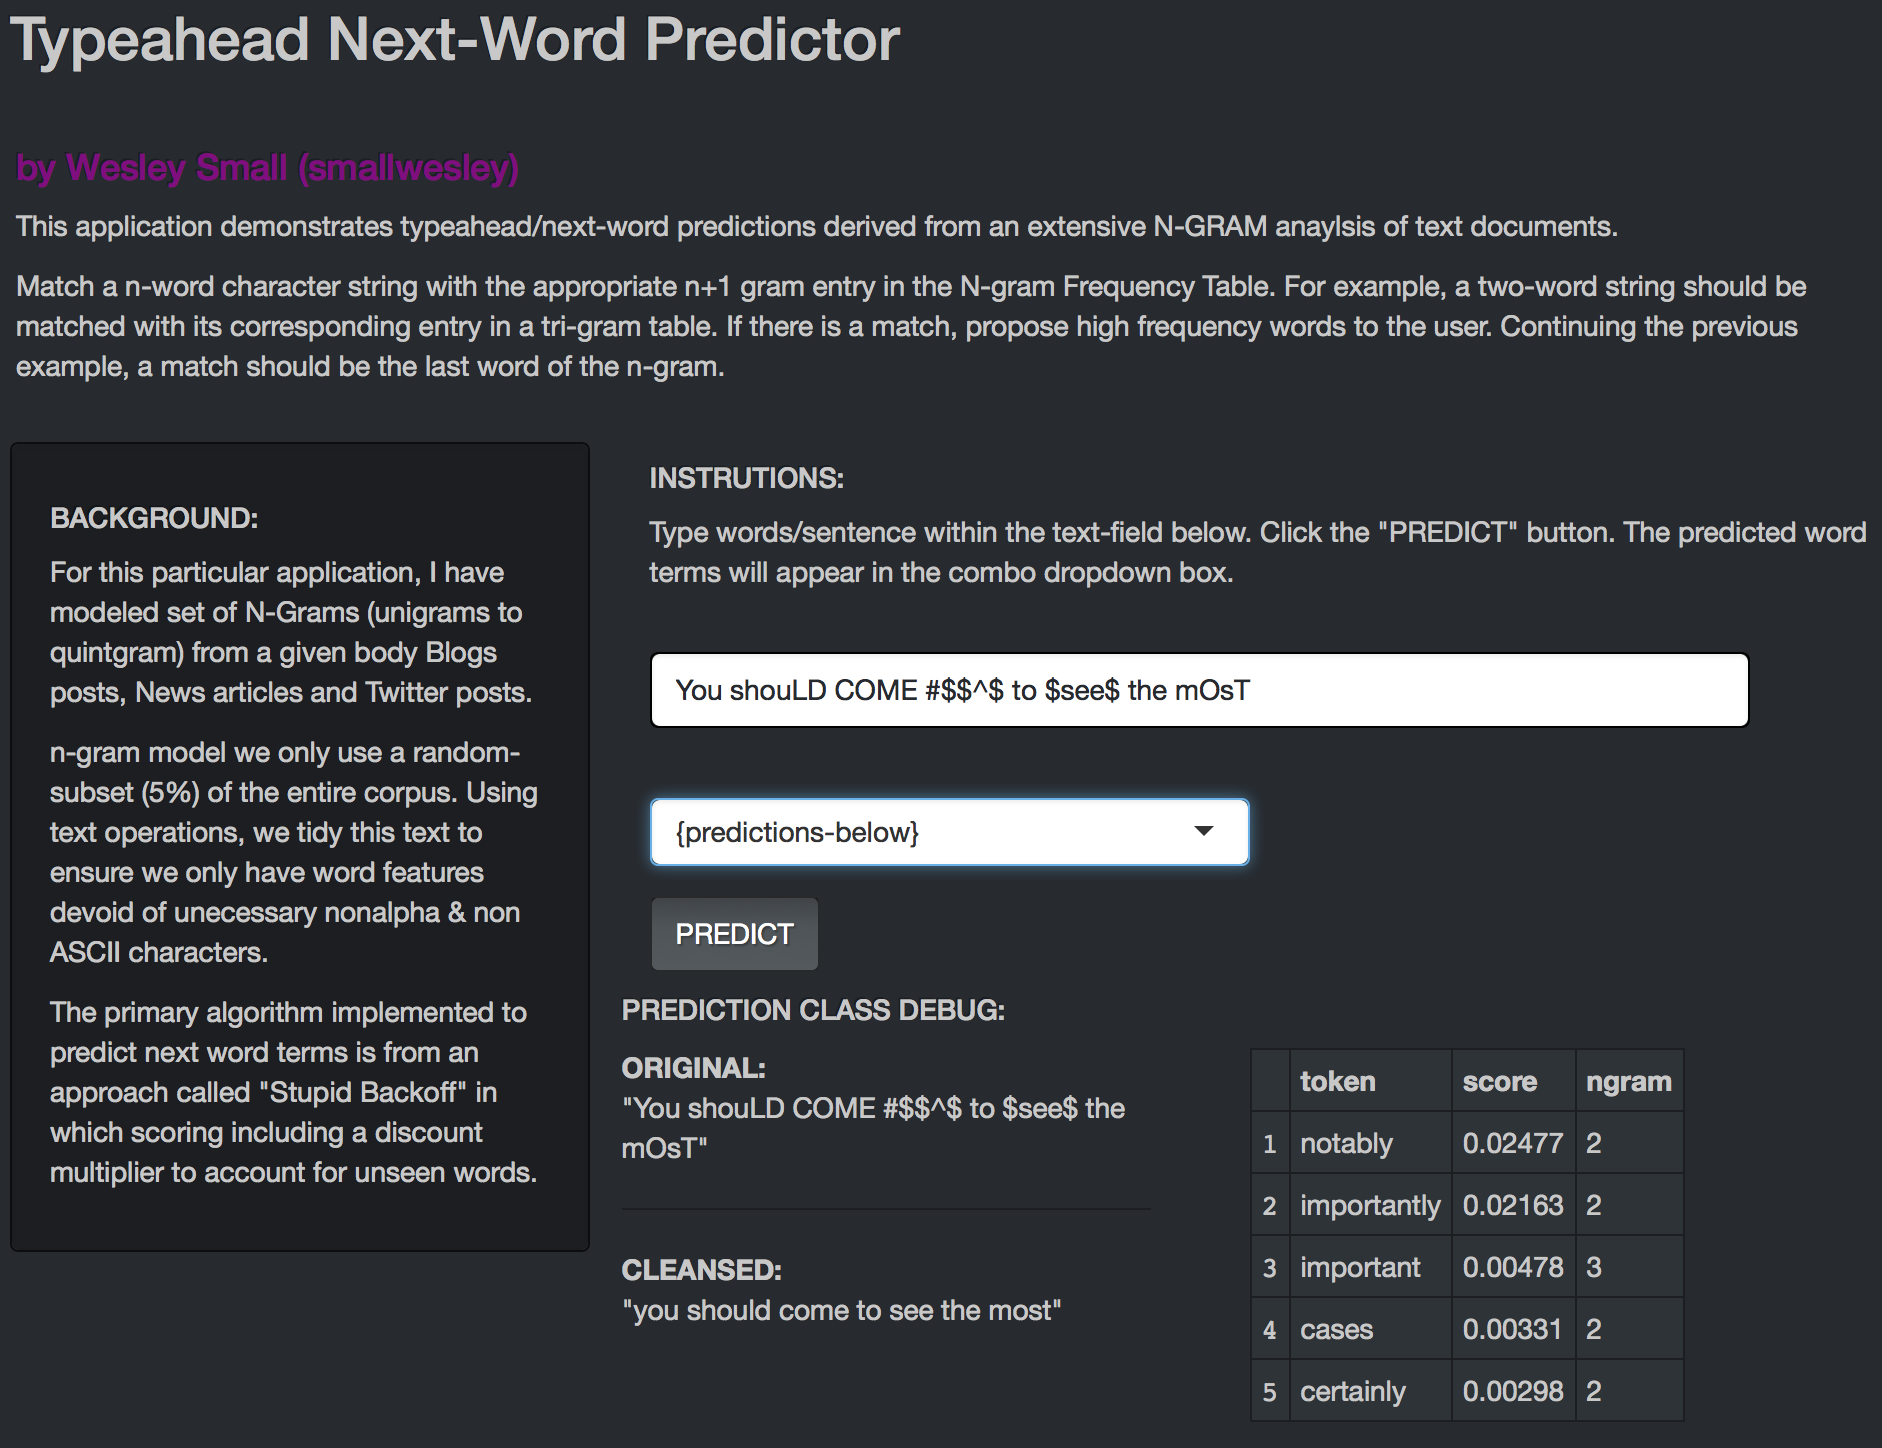 Typeahead Next-Word Predictor
by Wesley Small (smallwesley)
This application demonstrates typeahead/next-word predictions derived from an extensive N-GRAM anaylsis of text documents.
Match a n-word character string with the appropriate n+1 gram entry in the N-gram Frequency Table. For example, a two-word string should be
matched with its corresponding entry in a tri-gram table. If there is a match, propose high frequency words to the user. Continuing the previous
example, a match should be the last word of the n-gram.
BACKGROUND:
For this particular application, I have
modeled set of N-Grams (unigrams to
quintgram) from a given body Blogs
posts, News articles and Twitter posts.
n-gram model we only use a random-
subset (5%) of the entire corpus. Using
text operations, we tidy this text to
ensure we only have word features
devoid of unecessary nonalpha & non
ASCII characters.
The primary algorithm implemented to
predict next word terms is from an
approach called "Stupid Backoff" in
which scoring including a discount
multiplier to account for unseen words.
INSTRUTIONS:
Type words/sentence within the text-field below. Click the "PREDICT" button. The predicted word
terms will appear in the combo dropdown box.
You shouLD COME #$$^$ to $see$ the mOsT
{predictions-below}
PREDICT
PREDICTION CLASS DEBUG:
ORIGINAL:
"You shouLD COME #$$^$ to $see$ the
mOsT"
CLEANSED:
"you should come to see the most"
token score ngram
1 notably 0.02477 2
2 importantly 0.02163 2
3 important 0.00478 3
4 cases 0.00331 2
5 certainly 0.00298 2